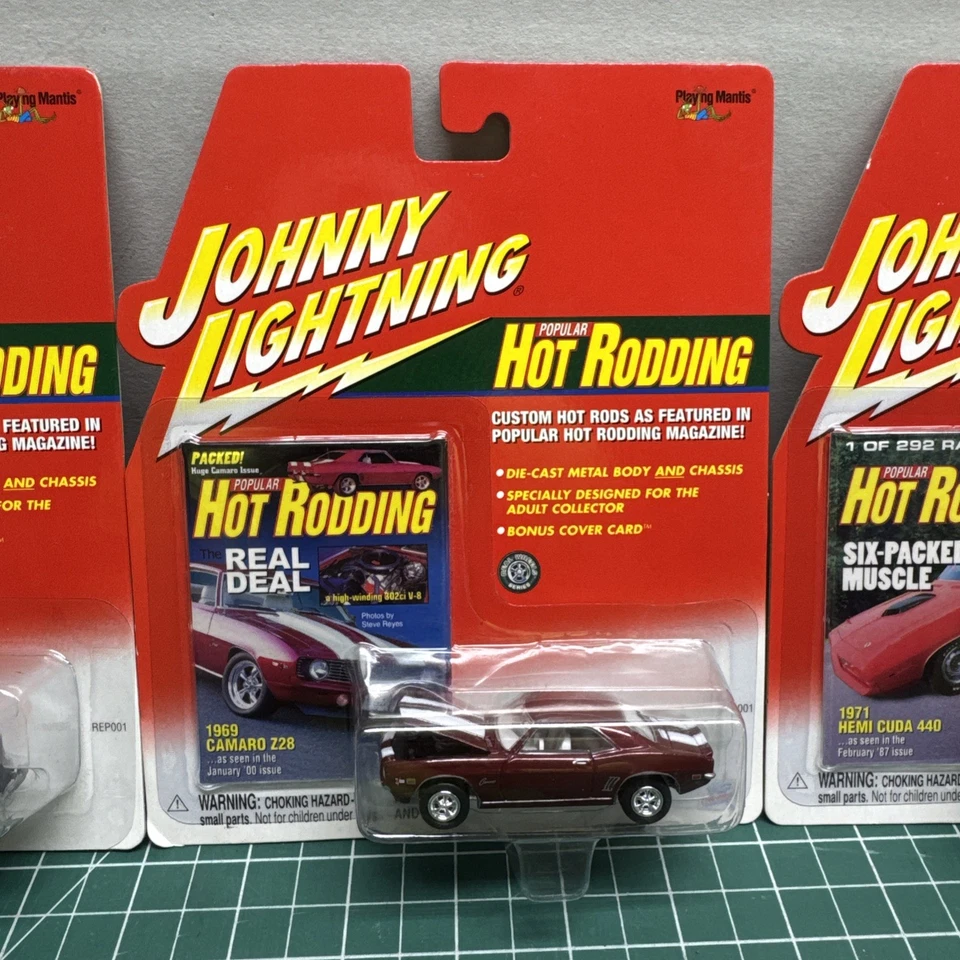 DDING
FEATURED IN
G MAGAZINE!
AND CHASSIS
FOR THE
REP001
Playing Mantis®
JOHNNY
LIGHTNING®
POPULAR
HOT RODDING
CUSTOM HOT RODS AS FEATURED IN
POPULAR HOT RODDING MAGAZINE!
• DIE-CAST METAL BODY AND CHASSIS
• SPECIALLY DESIGNED FOR THE
ADULT COLLECTOR
• BONUS COVER CARD™
SERIES
PACKED!
Huge Camaro Issue
POPULAR
HOT RODDING
The REAL
DEAL
a high-winding 302ci V-8
Photos by
Steve Reyes
1969
CAMARO Z28
...as seen in the
January '00 issue
WARNING: CHOKING HAZARD-
small parts. Not for children under
AND
001
Playing Mantis®
JOH
LIGH
1 OF 292 RA
POPULAR
HOT RO
SIX-PACKE
MUSCLE
1971
HEMI CUDA 440
...as seen in the
February '87 issue
WARNING: CHOKING HAZARD
small parts. Not for children under